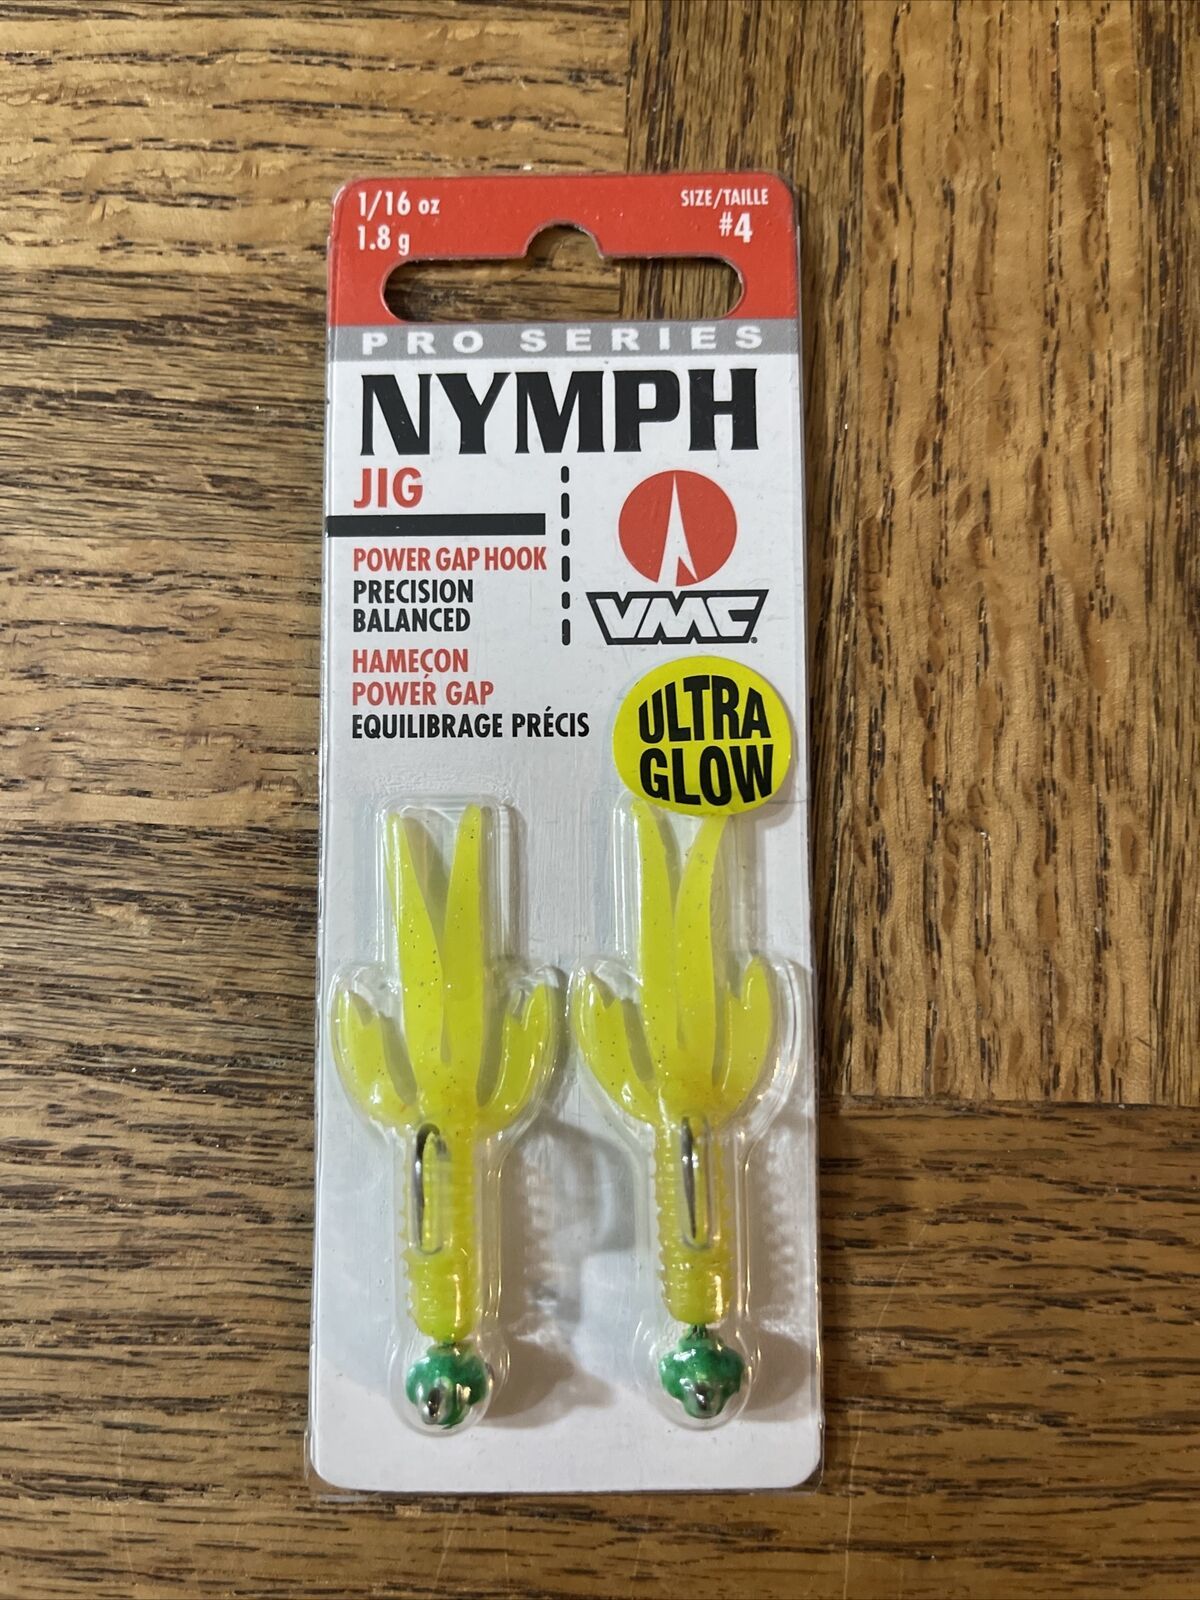 1/16 oz
1.8 g
SIZE/TAILLE
#4
PRO SERIES
NYMPH
JIG
POWER GAP HOOK
PRECISION
BALANCED
HAMEÇON
POWER GAP
EQUILIBRAGE PRÉCIS
VMC®
ULTRA
GLOW